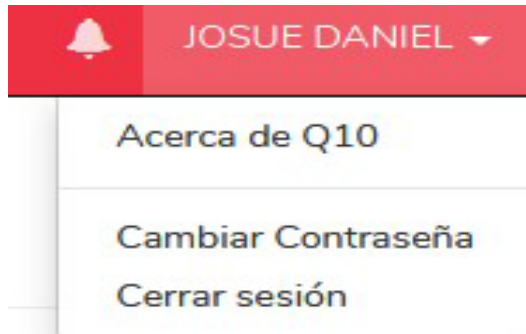 JOSUE DANIEL
Acerca de Q10
Cambiar Contraseña
Cerrar sesión